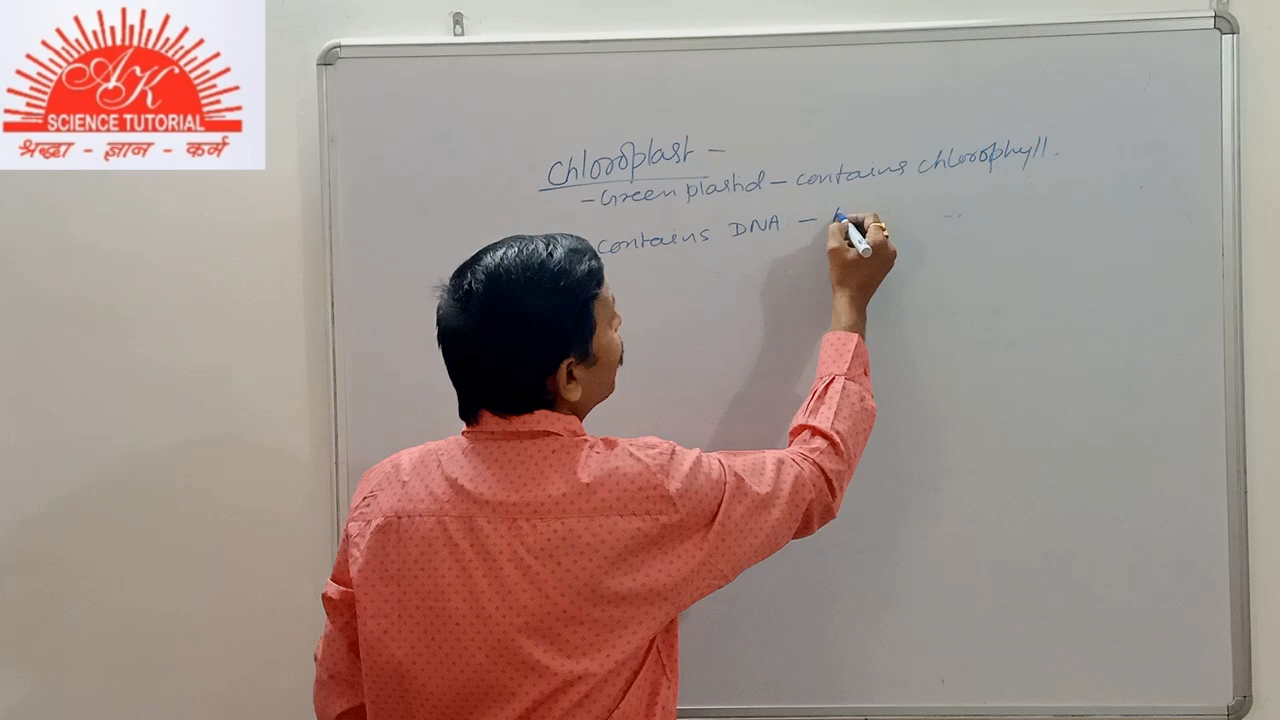 AK
SCIENCE TUTORIAL
श्रद्धा - ज्ञान - कर्म
Chloroplast -
- Green plastid - contains chlorophyll.
contains DNA -